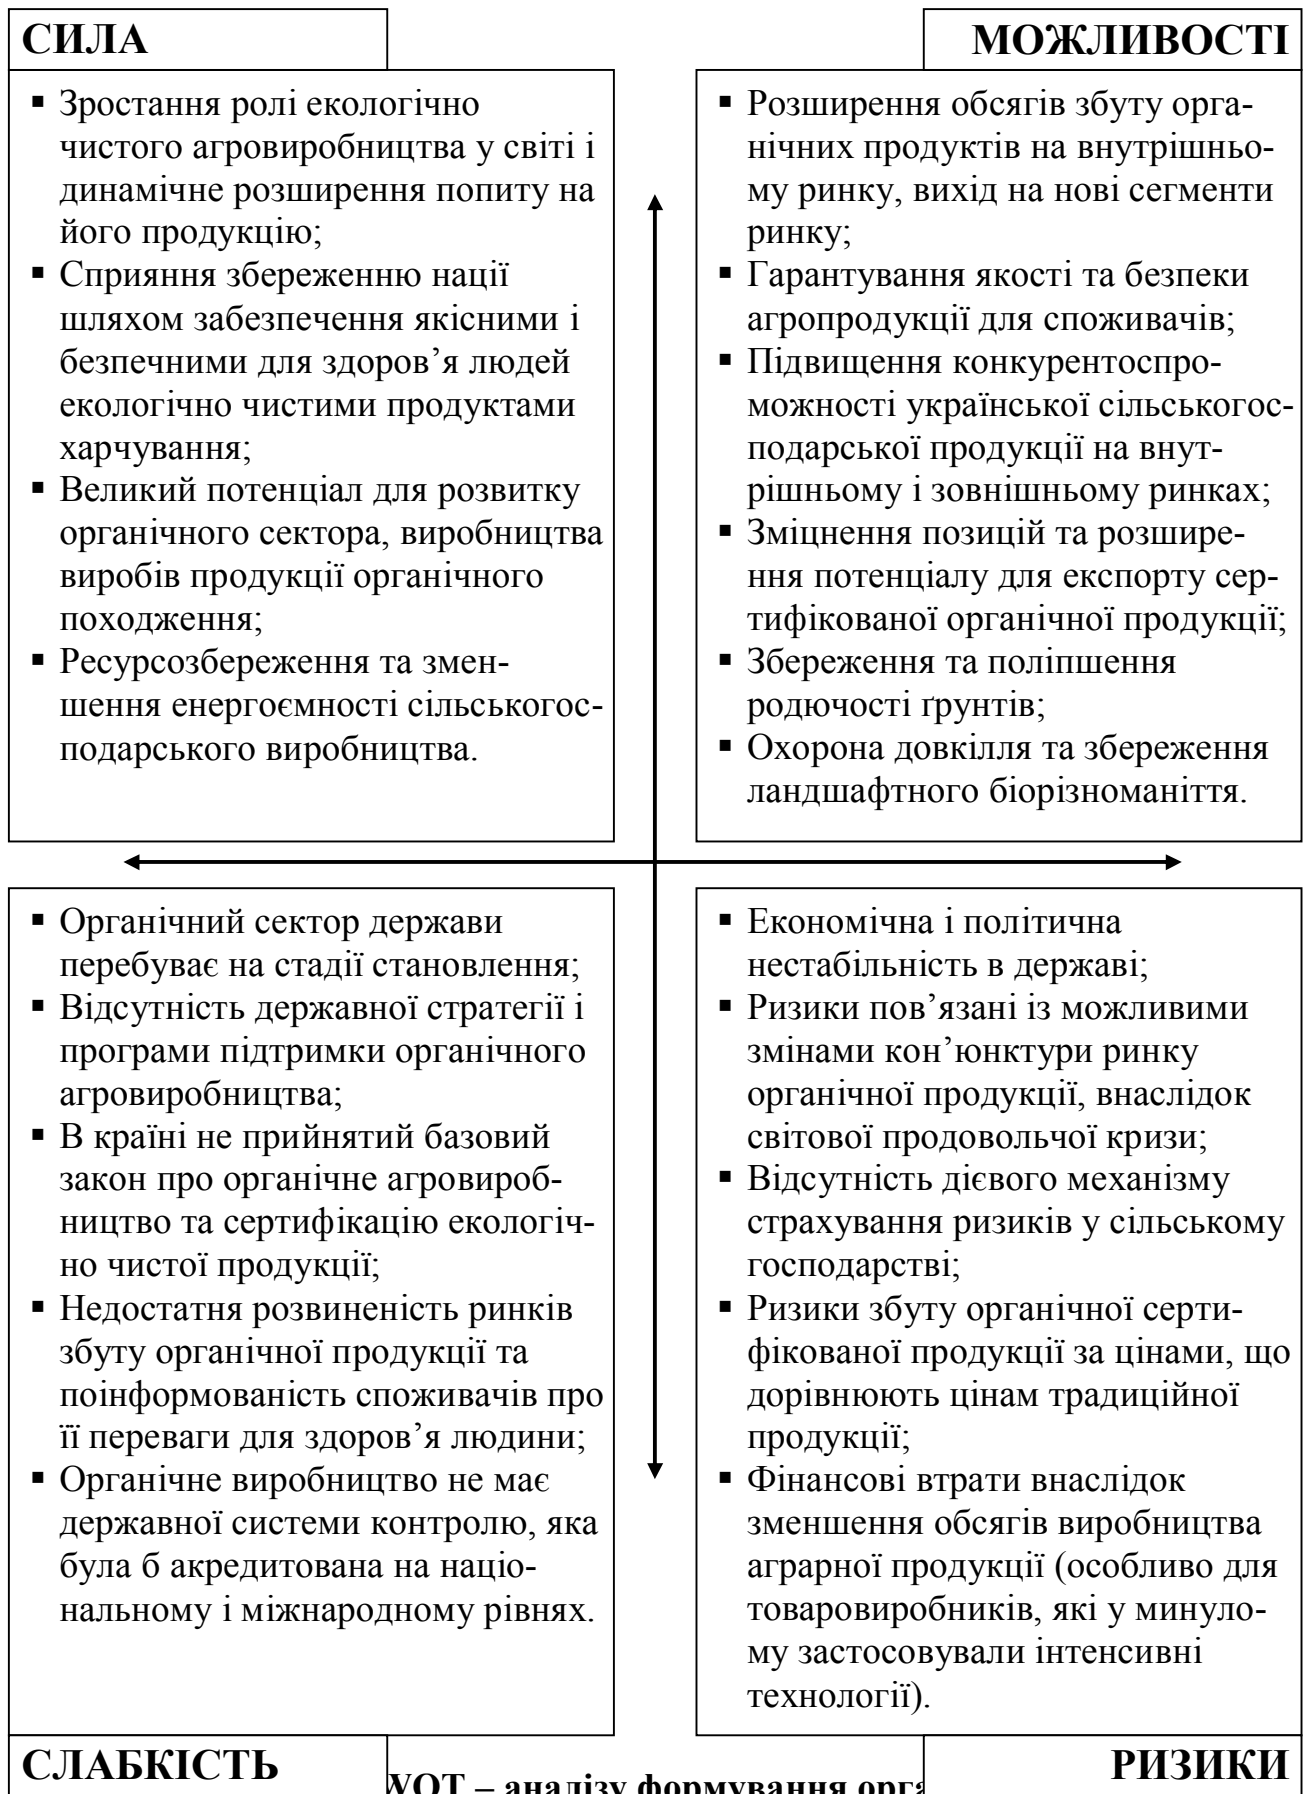 СИЛА
▪ Зростання ролі екологічно
чистого агровиробництва у світі і
динамічне розширення попиту на
його продукцію;
▪ Сприяння збереженню нації
шляхом забезпечення якісними і
безпечними для здоров’я людей
екологічно чистими продуктами
харчування;
▪ Великий потенціал для розвитку
органічного сектора, виробництва
виробів продукції органічного
походження;
▪ Ресурсозбереження та змен-
шення енергоємності сільськогос-
подарського виробництва.
МОЖЛИВОСТІ
▪ Розширення обсягів збуту орга-
нічних продуктів на внутрішньо-
му ринку, вихід на нові сегменти
ринку;
▪ Гарантування якості та безпеки
агропродукції для споживачів;
▪ Підвищення конкурентоспро-
можності української сільськогос-
подарської продукції на внут-
рішньому і зовнішньому ринках;
▪ Зміцнення позицій та розшире-
ння потенціалу для експорту сер-
тифікованої органічної продукції;
▪ Збереження та поліпшення
родючості ґрунтів;
▪ Охорона довкілля та збереження
ландшафтного біорізноманіття.
▪ Органічний сектор держави
перебуває на стадії становлення;
▪ Відсутність державної стратегії і
програми підтримки органічного
агровиробництва;
▪ В країні не прийнятий базовий
закон про органічне агровироб-
ництво та сертифікацію екологіч-
но чистої продукції;
▪ Недостатня розвиненість ринків
збуту органічної продукції та
поінформованість споживачів про
її переваги для здоров’я людини;
▪ Органічне виробництво не має
державної системи контролю, яка
була б акредитована на націо-
нальному і міжнародному рівнях.
СЛАБКІСТЬ
▪ Економічна і політична
нестабільність в державі;
▪ Ризики пов’язані із можливими
змінами кон’юнктури ринку
органічної продукції, внаслідок
світової продовольчої кризи;
▪ Відсутність дієвого механізму
страхування ризиків у сільському
господарстві;
▪ Ризики збуту органічної серти-
фікованої продукції за цінами, що
дорівнюють цінам традиційної
продукції;
▪ Фінансові втрати внаслідок
зменшення обсягів виробництва
аграрної продукції (особливо для
товаровиробників, які у минуло-
му застосовували інтенсивні
технології).
РИЗИКИ
– аналізу формування